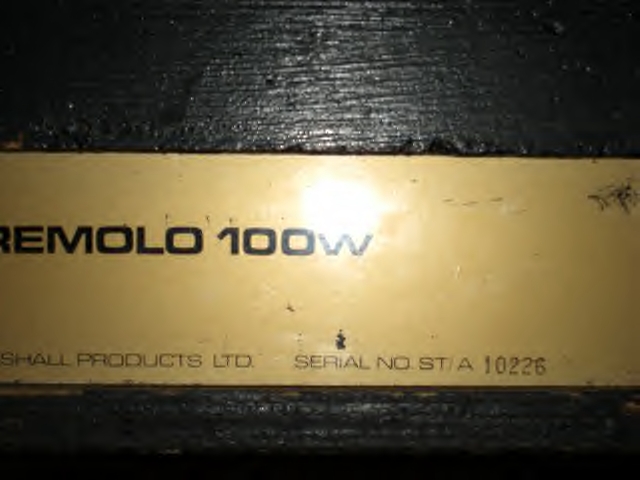 REMOLO 100W
SHALL PRODUCTS LTD. SERIAL NO. ST/A 10226